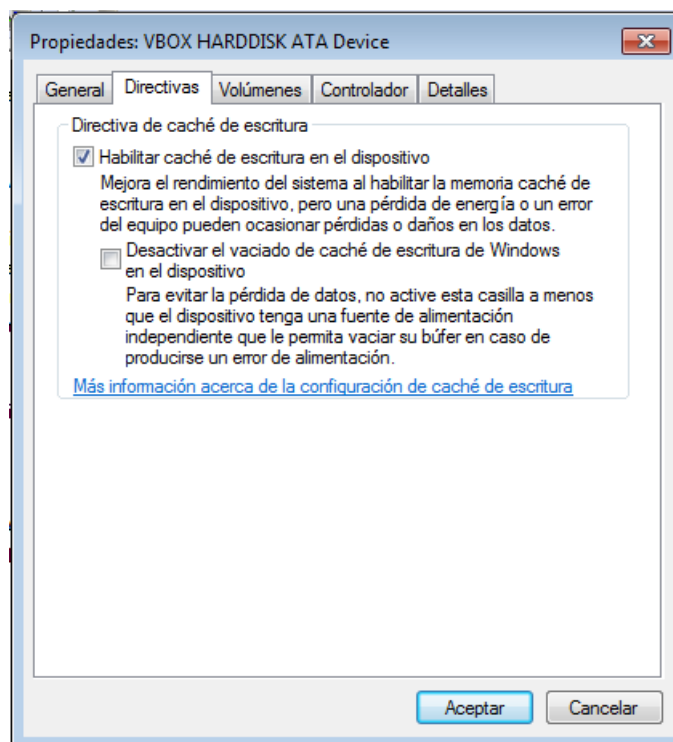 Propiedades: VBOX HARDDISK ATA Device
General Directivas Volúmenes Controlador Detalles
Directiva de caché de escritura
Habilitar caché de escritura en el dispositivo
Mejora el rendimiento del sistema al habilitar la memoria caché de
escritura en el dispositivo, pero una pérdida de energía o un error
del equipo pueden ocasionar pérdidas o daños en los datos.
Desactivar el vaciado de caché de escritura de Windows
en el dispositivo
Para evitar la pérdida de datos, no active esta casilla a menos
que el dispositivo tenga una fuente de alimentación
independiente que le permita vaciar su búfer en caso de
producirse un error de alimentación.
Más información acerca de la configuración de caché de escritura
Aceptar Cancelar